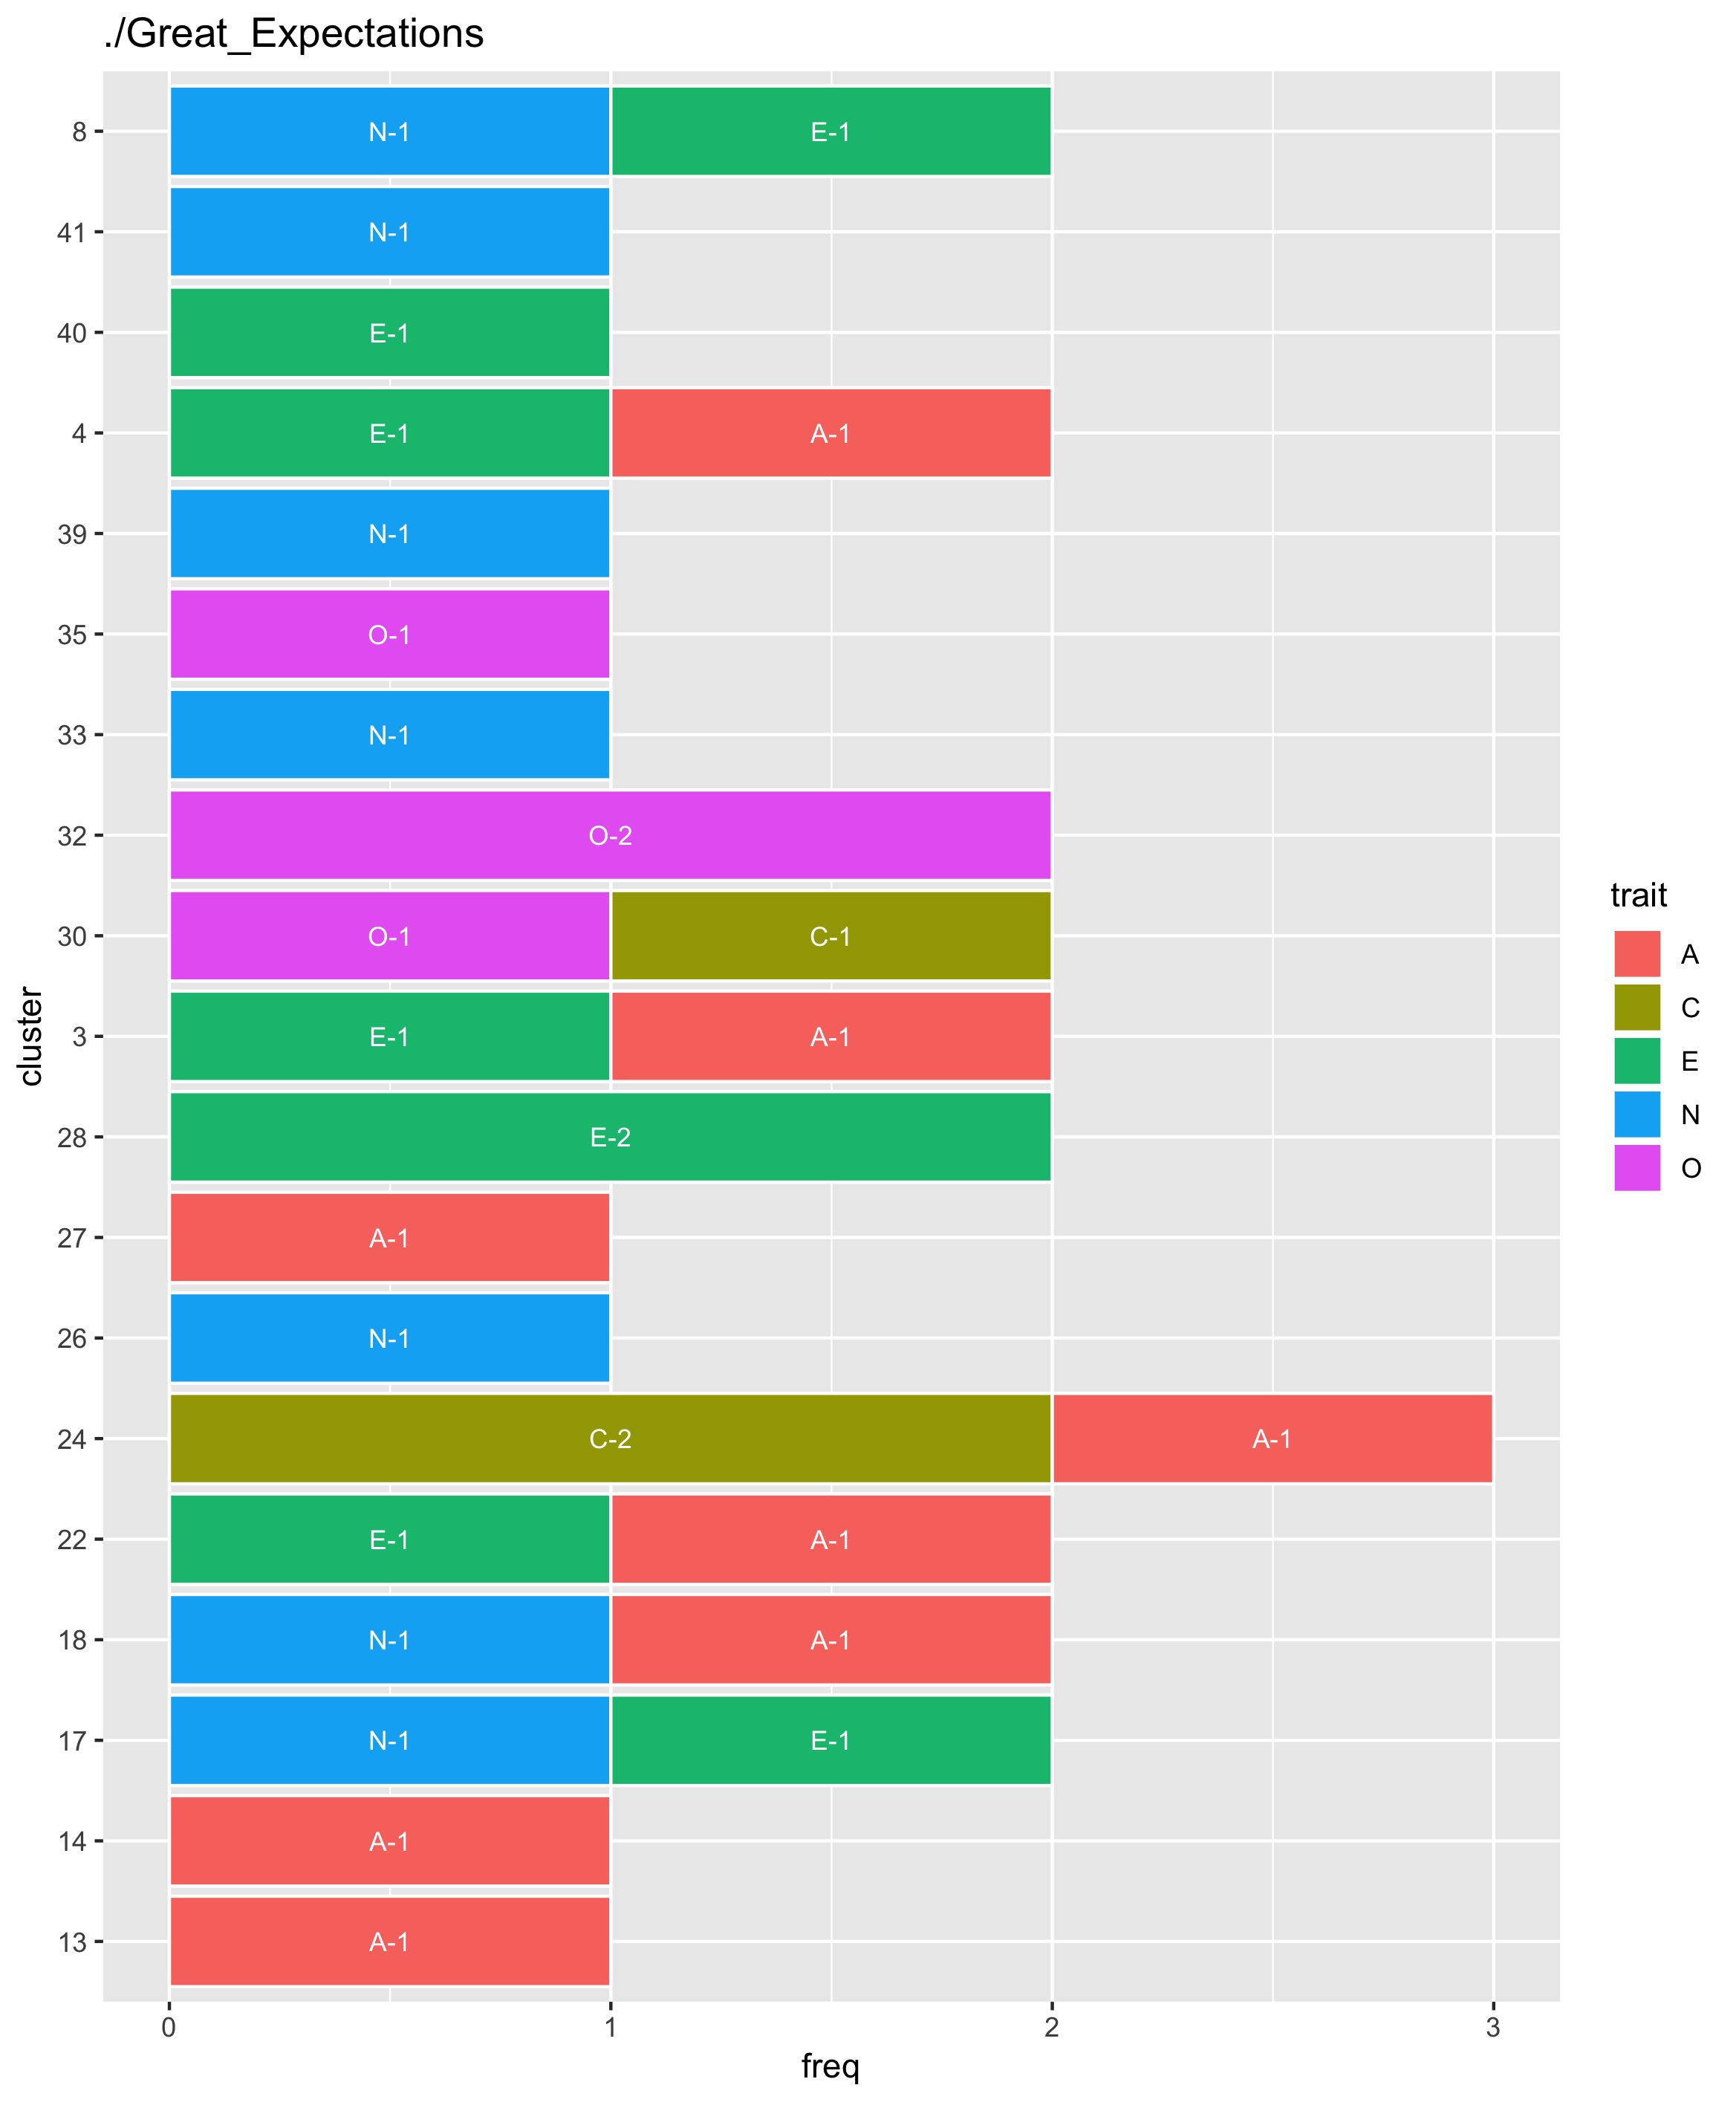 ./Great_Expectations
8 N-1 E-1
41 N-1
40 E-1
4 E-1 A-1
39 N-1
35 O-1
33 N-1
32 O-2
30 O-1 C-1
3 E-1 A-1
28 E-2
27 A-1
26 N-1
24 C-2 A-1
22 E-1 A-1
18 N-1 A-1
17 N-1 E-1
14 A-1
13 A-1
0 1 2 3
freq
cluster
trait
A
C
E
N
O